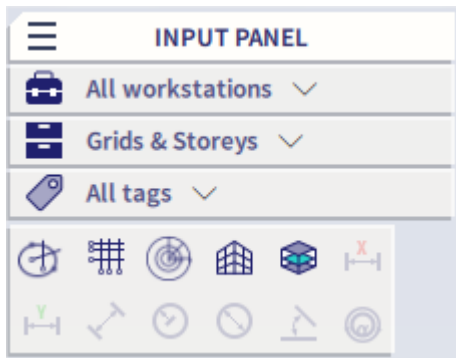 INPUT PANEL
All workstations
Grids & Storeys
All tags
X
Y